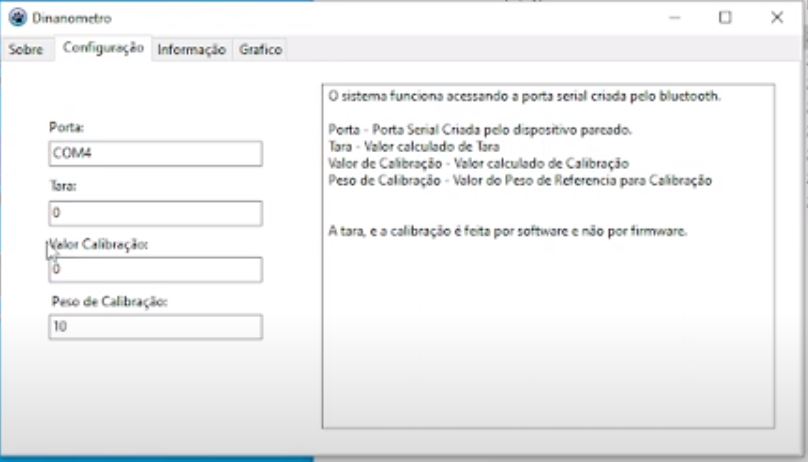 Dinanometro
Sobre Configuração Informação Grafico
Porta:
COM4
Tara:
0
Valor Calibração:
0
Peso de Calibração:
10
O sistema funciona acessando a porta serial criada pelo bluetooth.
Porta - Porta Serial Criada pelo dispositivo pareado.
Tara - Valor calculado de Tara
Valor de Calibração - Valor calculado de Calibração
Peso de Calibração - Valor do Peso de Referencia para Calibração
A tara, e a calibração é feita por software e não por firmware.